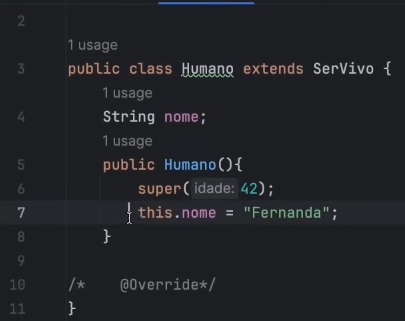 2
1 usage
3 public class Humano extends SerVivo {
1 usage
4 String nome;
1 usage
5 public Humano(){
6 super( idade: 42);
7 this.nome = "Fernanda";
8 }
9
10 /* @Override*/
11 }